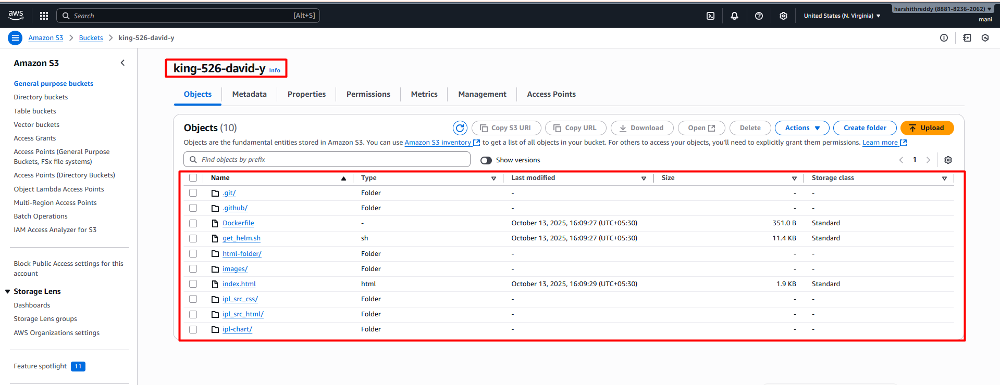 aws
Search [Alt+S]
United States (N. Virginia)
harshithreddy (8881-8236-2062)
mani
Amazon S3 > Buckets > king-526-david-y
Amazon S3
General purpose buckets
Directory buckets
Table buckets
Vector buckets
Access Grants
Access Points (General Purpose
Buckets, FSx file systems)
Access Points (Directory Buckets)
Object Lambda Access Points
Multi-Region Access Points
Batch Operations
IAM Access Analyzer for S3
Block Public Access settings for this
account
Storage Lens
Dashboards
Storage Lens groups
AWS Organizations settings
Feature spotlight 11
king-526-david-y Info
Objects Metadata Properties Permissions Metrics Management Access Points
Objects (10)
Copy S3 URI Copy URL Download Open Delete Actions Create folder Upload
Objects are the fundamental entities stored in Amazon S3. You can use Amazon S3 inventory to get a list of all objects in your bucket. For others to access your objects, you'll need to explicitly grant them permissions. Learn more
Find objects by prefix Show versions 1
Name Type Last modified Size Storage class
.git/ Folder - - -
.github/ Folder - - -
Dockerfile - October 13, 2025, 16:09:27 (UTC+05:30) 351.0 B Standard
get_helm.sh sh October 13, 2025, 16:09:27 (UTC+05:30) 11.4 KB Standard
html-folder/ Folder - - -
images/ Folder - - -
index.html html October 13, 2025, 16:09:29 (UTC+05:30) 1.9 KB Standard
ipl_src_css/ Folder - - -
ipl_src_html/ Folder - - -
ipl-chart/ Folder - - -